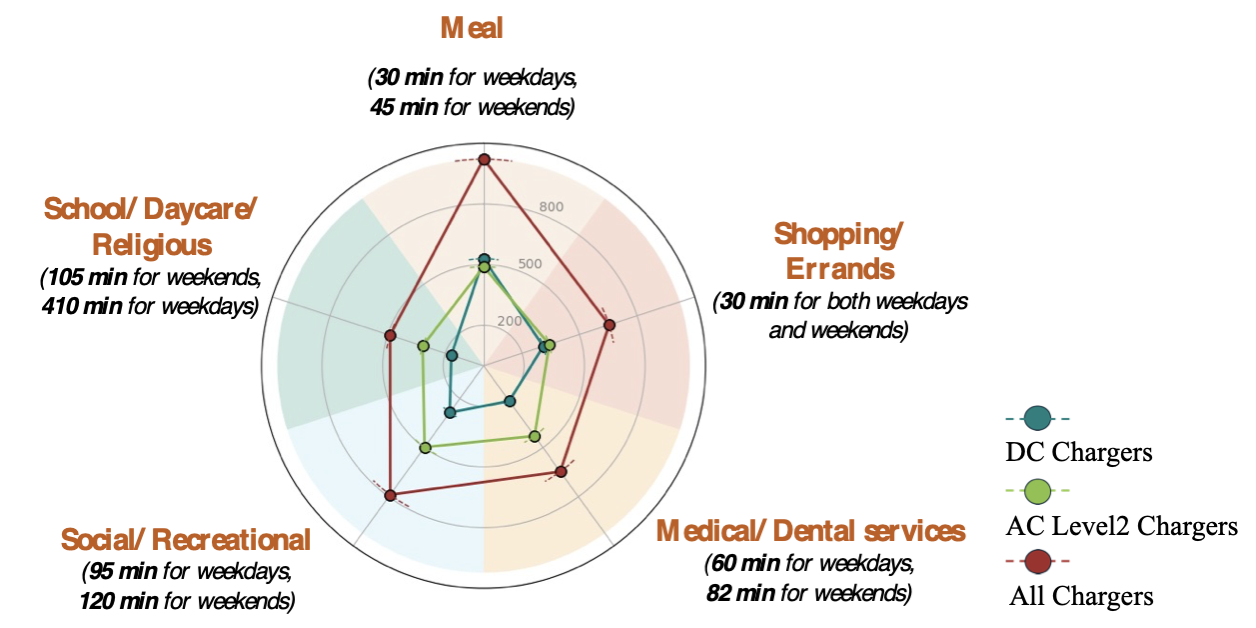 Meal
(30 min for weekdays,
45 min for weekends)
School/ Daycare/
Religious
(105 min for weekends,
410 min for weekdays)
800
500
200
Shopping/
Errands
(30 min for both weekdays
and weekends)
DC Chargers
AC Level2 Chargers
All Chargers
Social/ Recreational
(95 min for weekdays,
120 min for weekends)
Medical/ Dental services
(60 min for weekdays,
82 min for weekends)